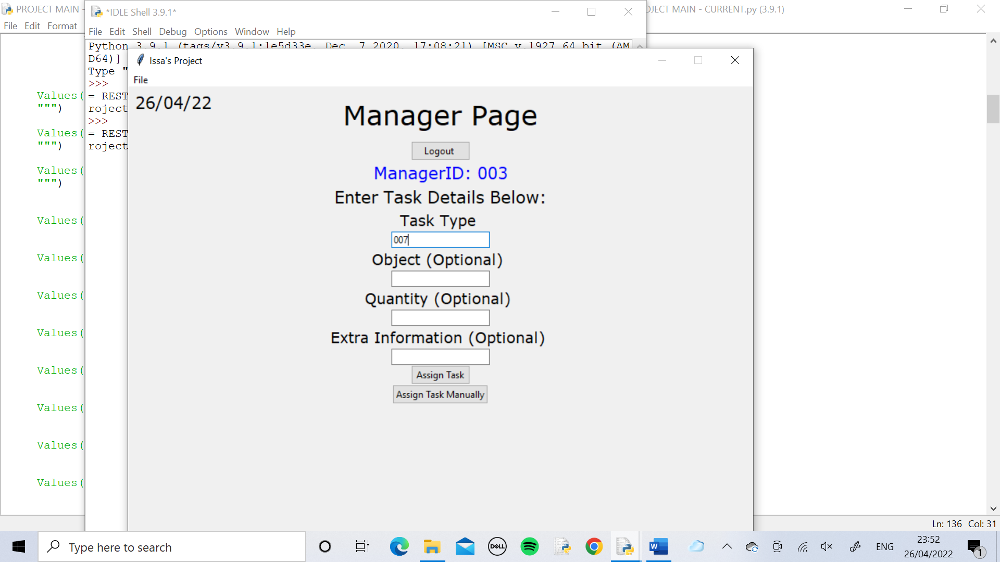 PROJECT MAIN -
File Edit Format
*IDLE Shell 3.9.1*
OJECT MAIN - CURRENT.py (3.9.1)
File Edit Shell Debug Options Window Help
Python 3.9.1 (tags/v3.9.1:1e5d33e, Dec 7 2020, 17:08:21) [MSC v.1927 64 bit (AM
D64)]
Type "
>>>
= REST
roject
>>>
= REST
roject
Values(
""")
Values(
""")
Values(
""")
Values(
Values(
Values(
Values(
Values(
Values(
Values(
Values(
Issa's Project
File
26/04/22
Manager Page
Logout
ManagerID: 003
Enter Task Details Below:
Task Type
007
Object (Optional)
Quantity (Optional)
Extra Information (Optional)
Assign Task
Assign Task Manually
Ln: 136 Col: 31
Type here to search
DELL
W
ENG
23:52
26/04/2022
1